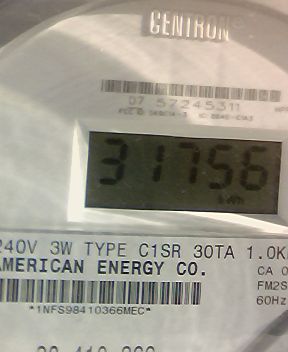 CENTRON
07 57245311
31756
kWh
240V 3W TYPE C1SR 30TA 1.0K
AMERICAN ENERGY CO.
CA 0
FM2S
60Hz
*1NFS98410366MEC*